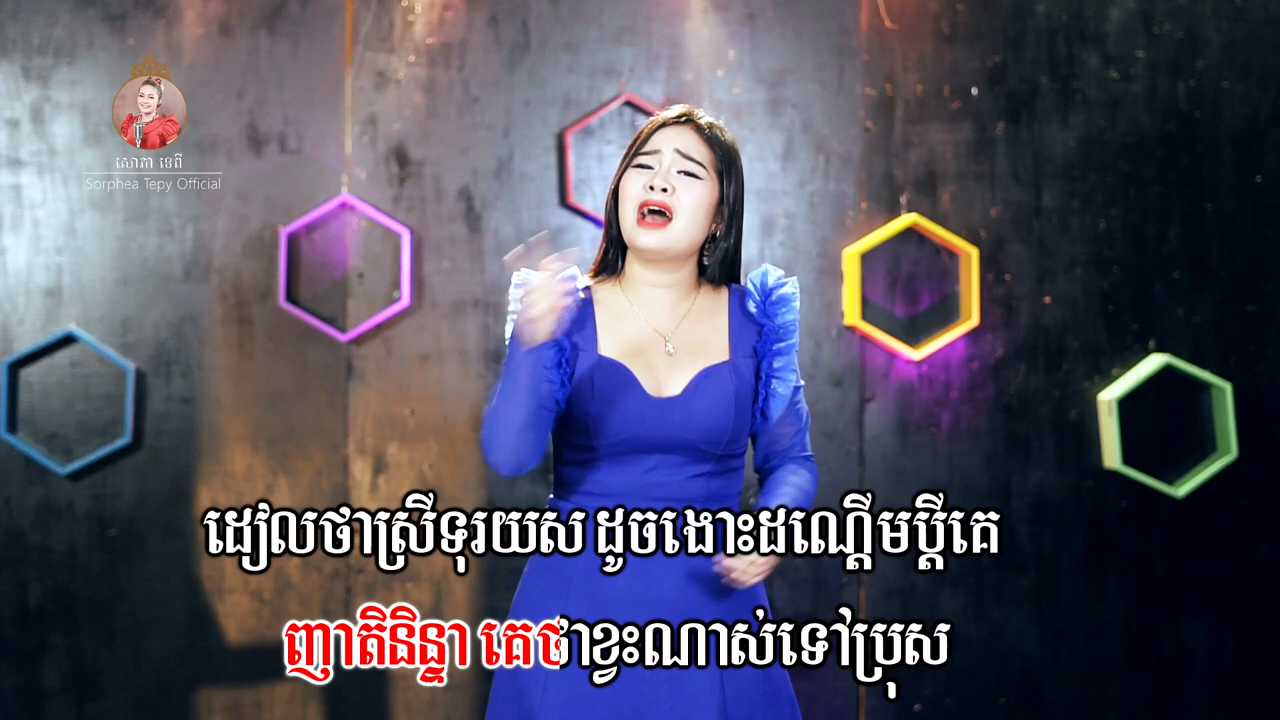 សោភា ទេពី
Sorphea Tepy Official
ដៀលថាស្រីទុរយស ដូចងោះដណ្ដើមប្ដីគេ
ញាតិនិន្ទា គេថាខ្វះណាស់ទៅប្រុស